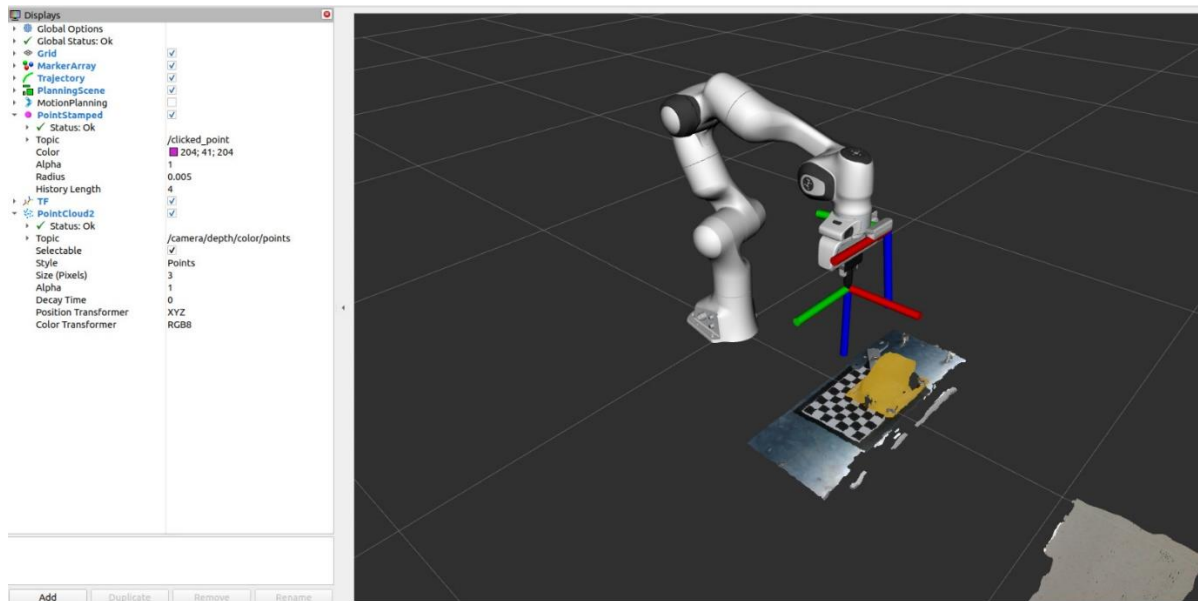 Displays
Global Options
Global Status: Ok
Grid
MarkerArray
Trajectory
PlanningScene
MotionPlanning
PointStamped
Status: Ok
Topic /clicked_point
Color 204; 41; 204
Alpha 1
Radius 0.005
History Length 4
TF
PointCloud2
Status: Ok
Topic /camera/depth/color/points
Selectable
Style Points
Size (Pixels) 3
Alpha 1
Decay Time 0
Position Transformer XYZ
Color Transformer RGB8
Add Duplicate Remove Rename